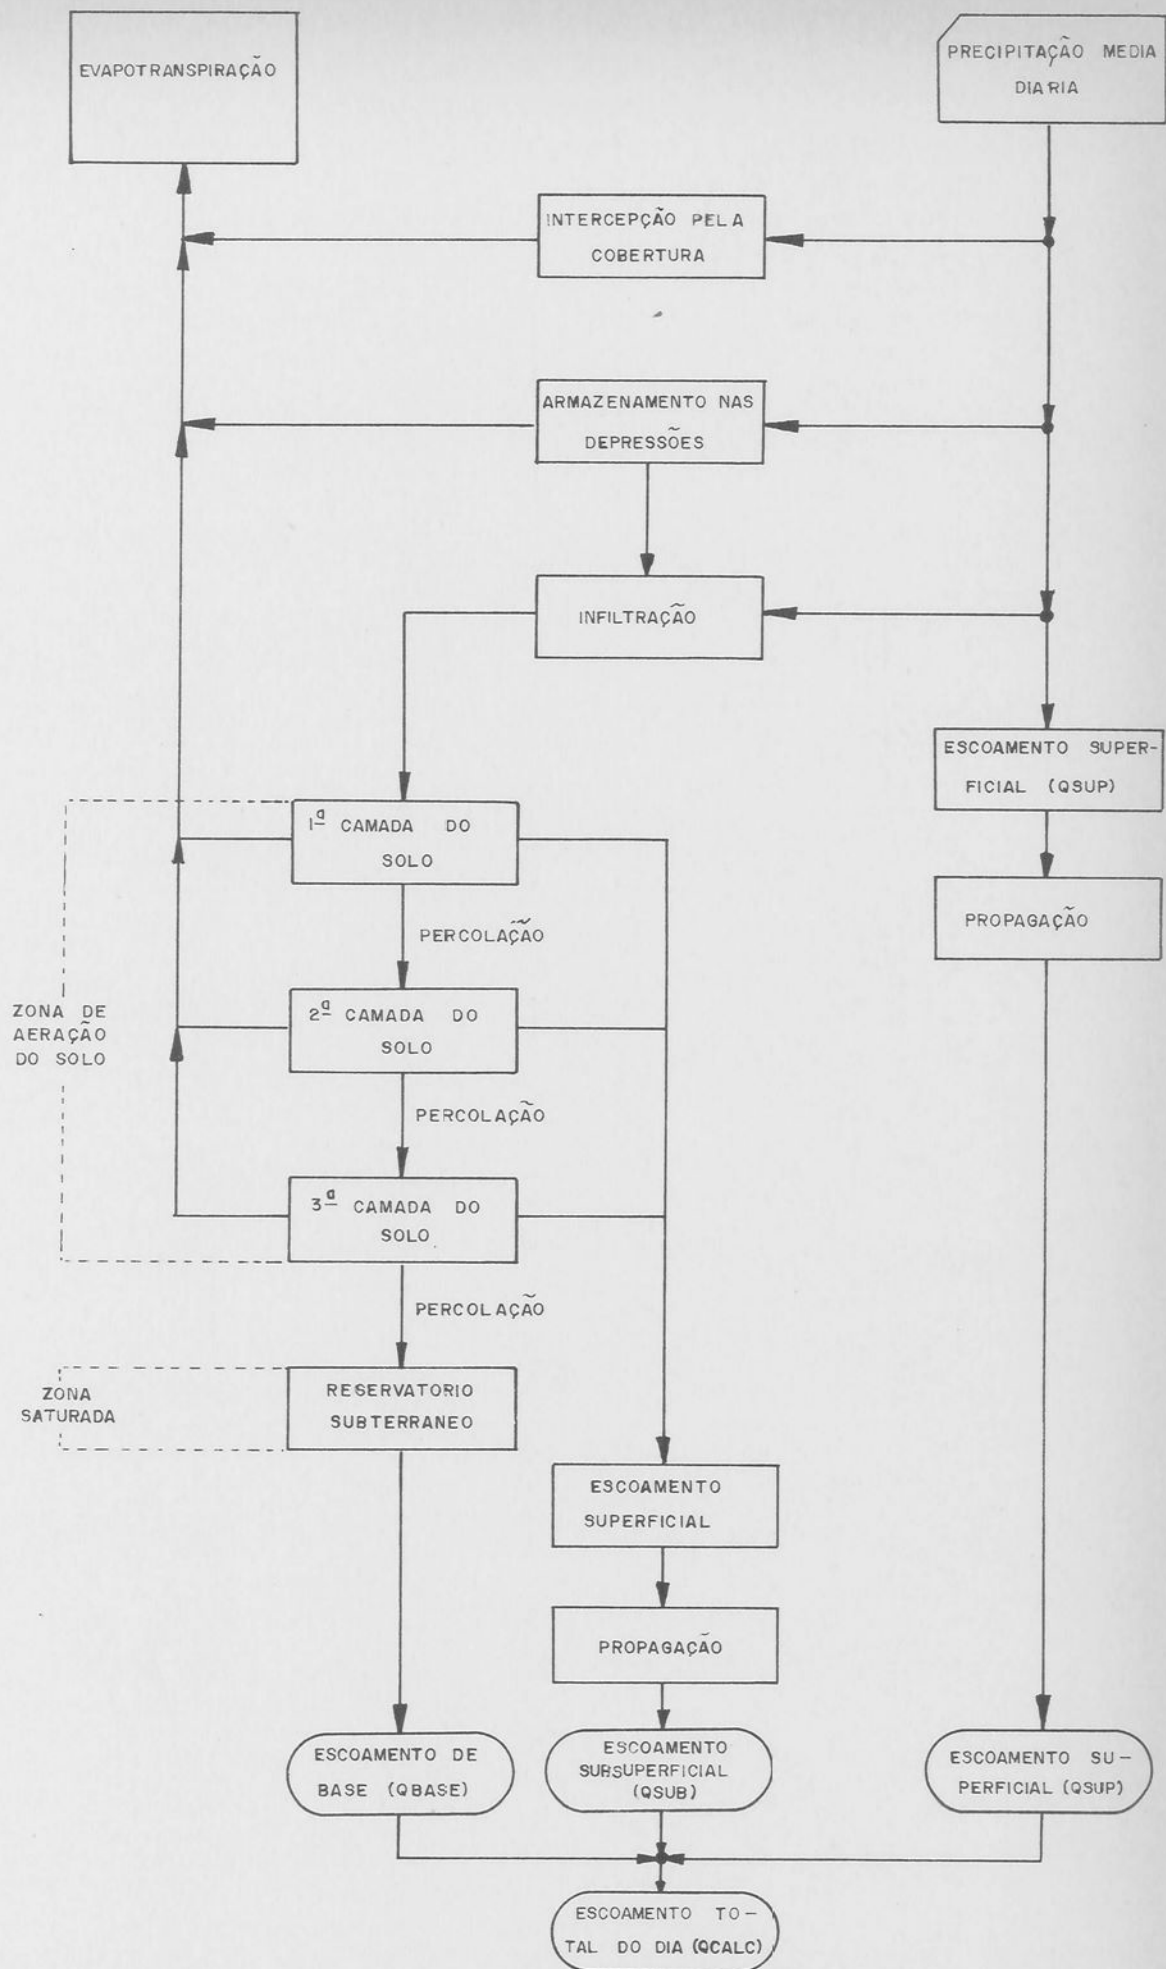 EVAPOTRANSPIRAÇÃO
PRECIPITAÇÃO MEDIA
DIARIA
INTERCEPÇÃO PELA
COBERTURA
ARMAZENAMENTO NAS
DEPRESSÕES
INFILTRAÇÃO
ESCOAMENTO SUPER-
FICIAL (QSUP)
PROPAGAÇÃO
1ª CAMADA DO
SOLO
PERCOLAÇÃO
ZONA DE
AERAÇÃO
DO SOLO
2ª CAMADA DO
SOLO
PERCOLAÇÃO
3ª CAMADA DO
SOLO
PERCOLAÇÃO
ZONA
SATURADA
RESERVATORIO
SUBTERRANEO
ESCOAMENTO
SUPERFICIAL
PROPAGAÇÃO
ESCOAMENTO DE
BASE (QBASE)
ESCOAMENTO
SUBSUPERFICIAL
(QSUB)
ESCOAMENTO SU-
PERFICIAL (QSUP)
ESCOAMENTO TO-
TAL DO DIA (QCALC)